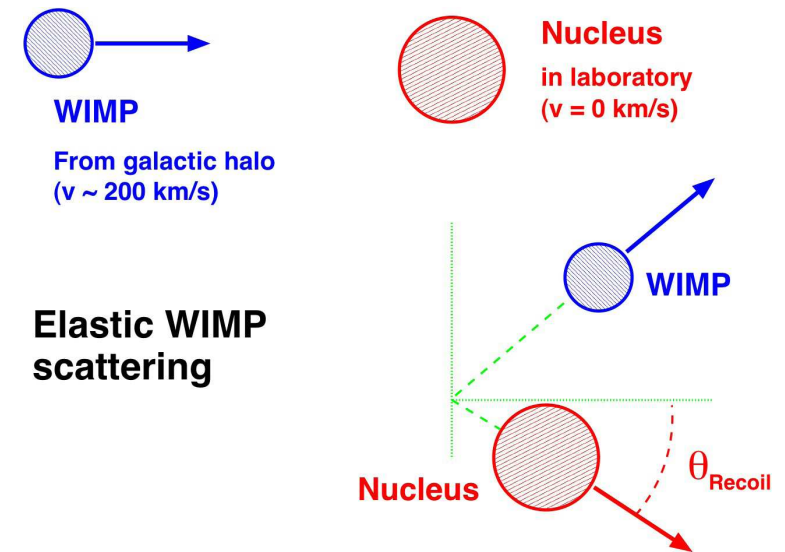 WIMP
From galactic halo
(v ~ 200 km/s)
Nucleus
in laboratory
(v = 0 km/s)
Elastic WIMP
scattering
WIMP
Nucleus
θRecoil